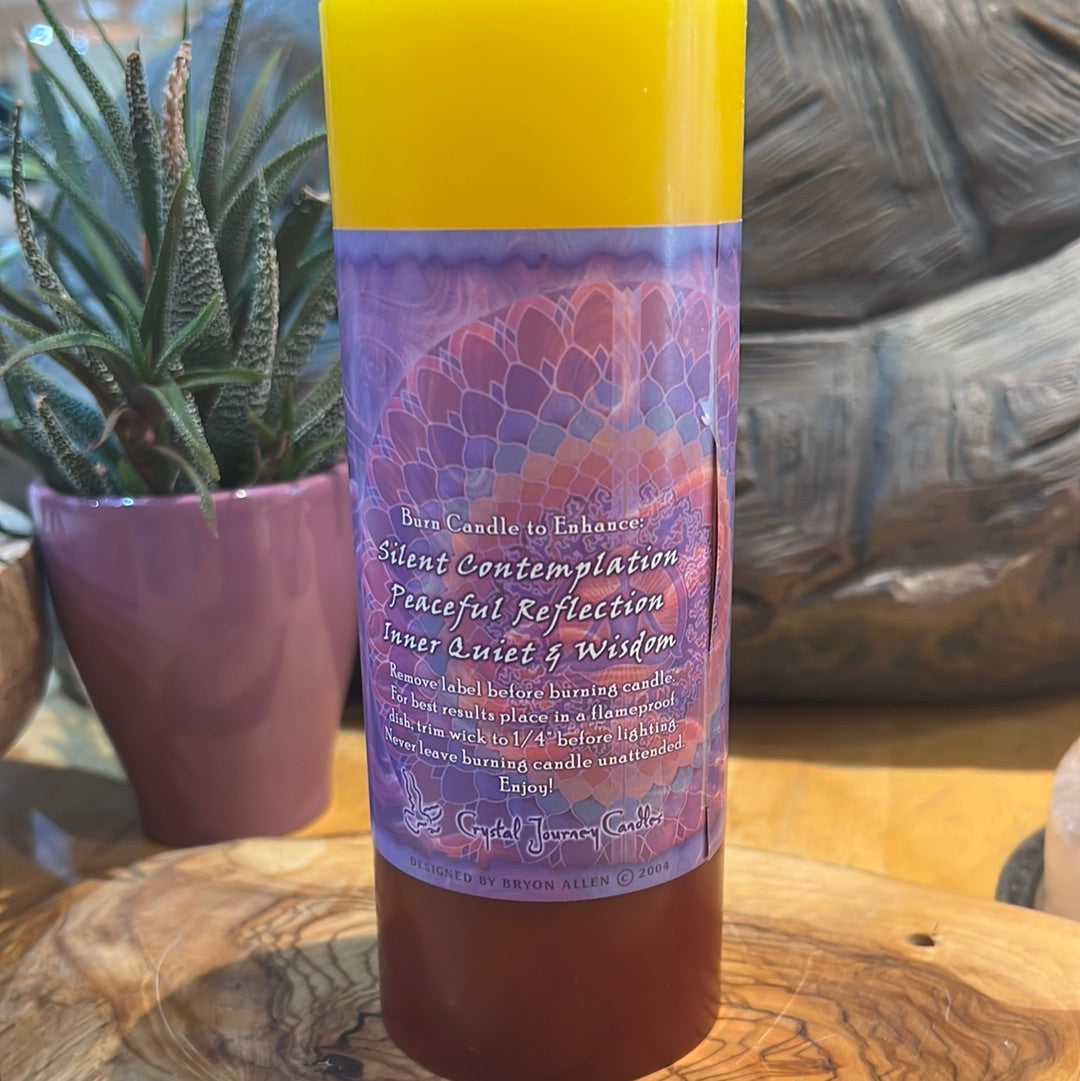 Burn Candle to Enhance:
Silent Contemplation
Peaceful Reflection
Inner Quiet & Wisdom
Remove label before burning candle.
For best results place in a flameproof
dish, trim wick to 1/4" before lighting.
Never leave burning candle unattended.
Enjoy!
Crystal Journey Candles
DESIGNED BY BRYON ALLEN © 2004